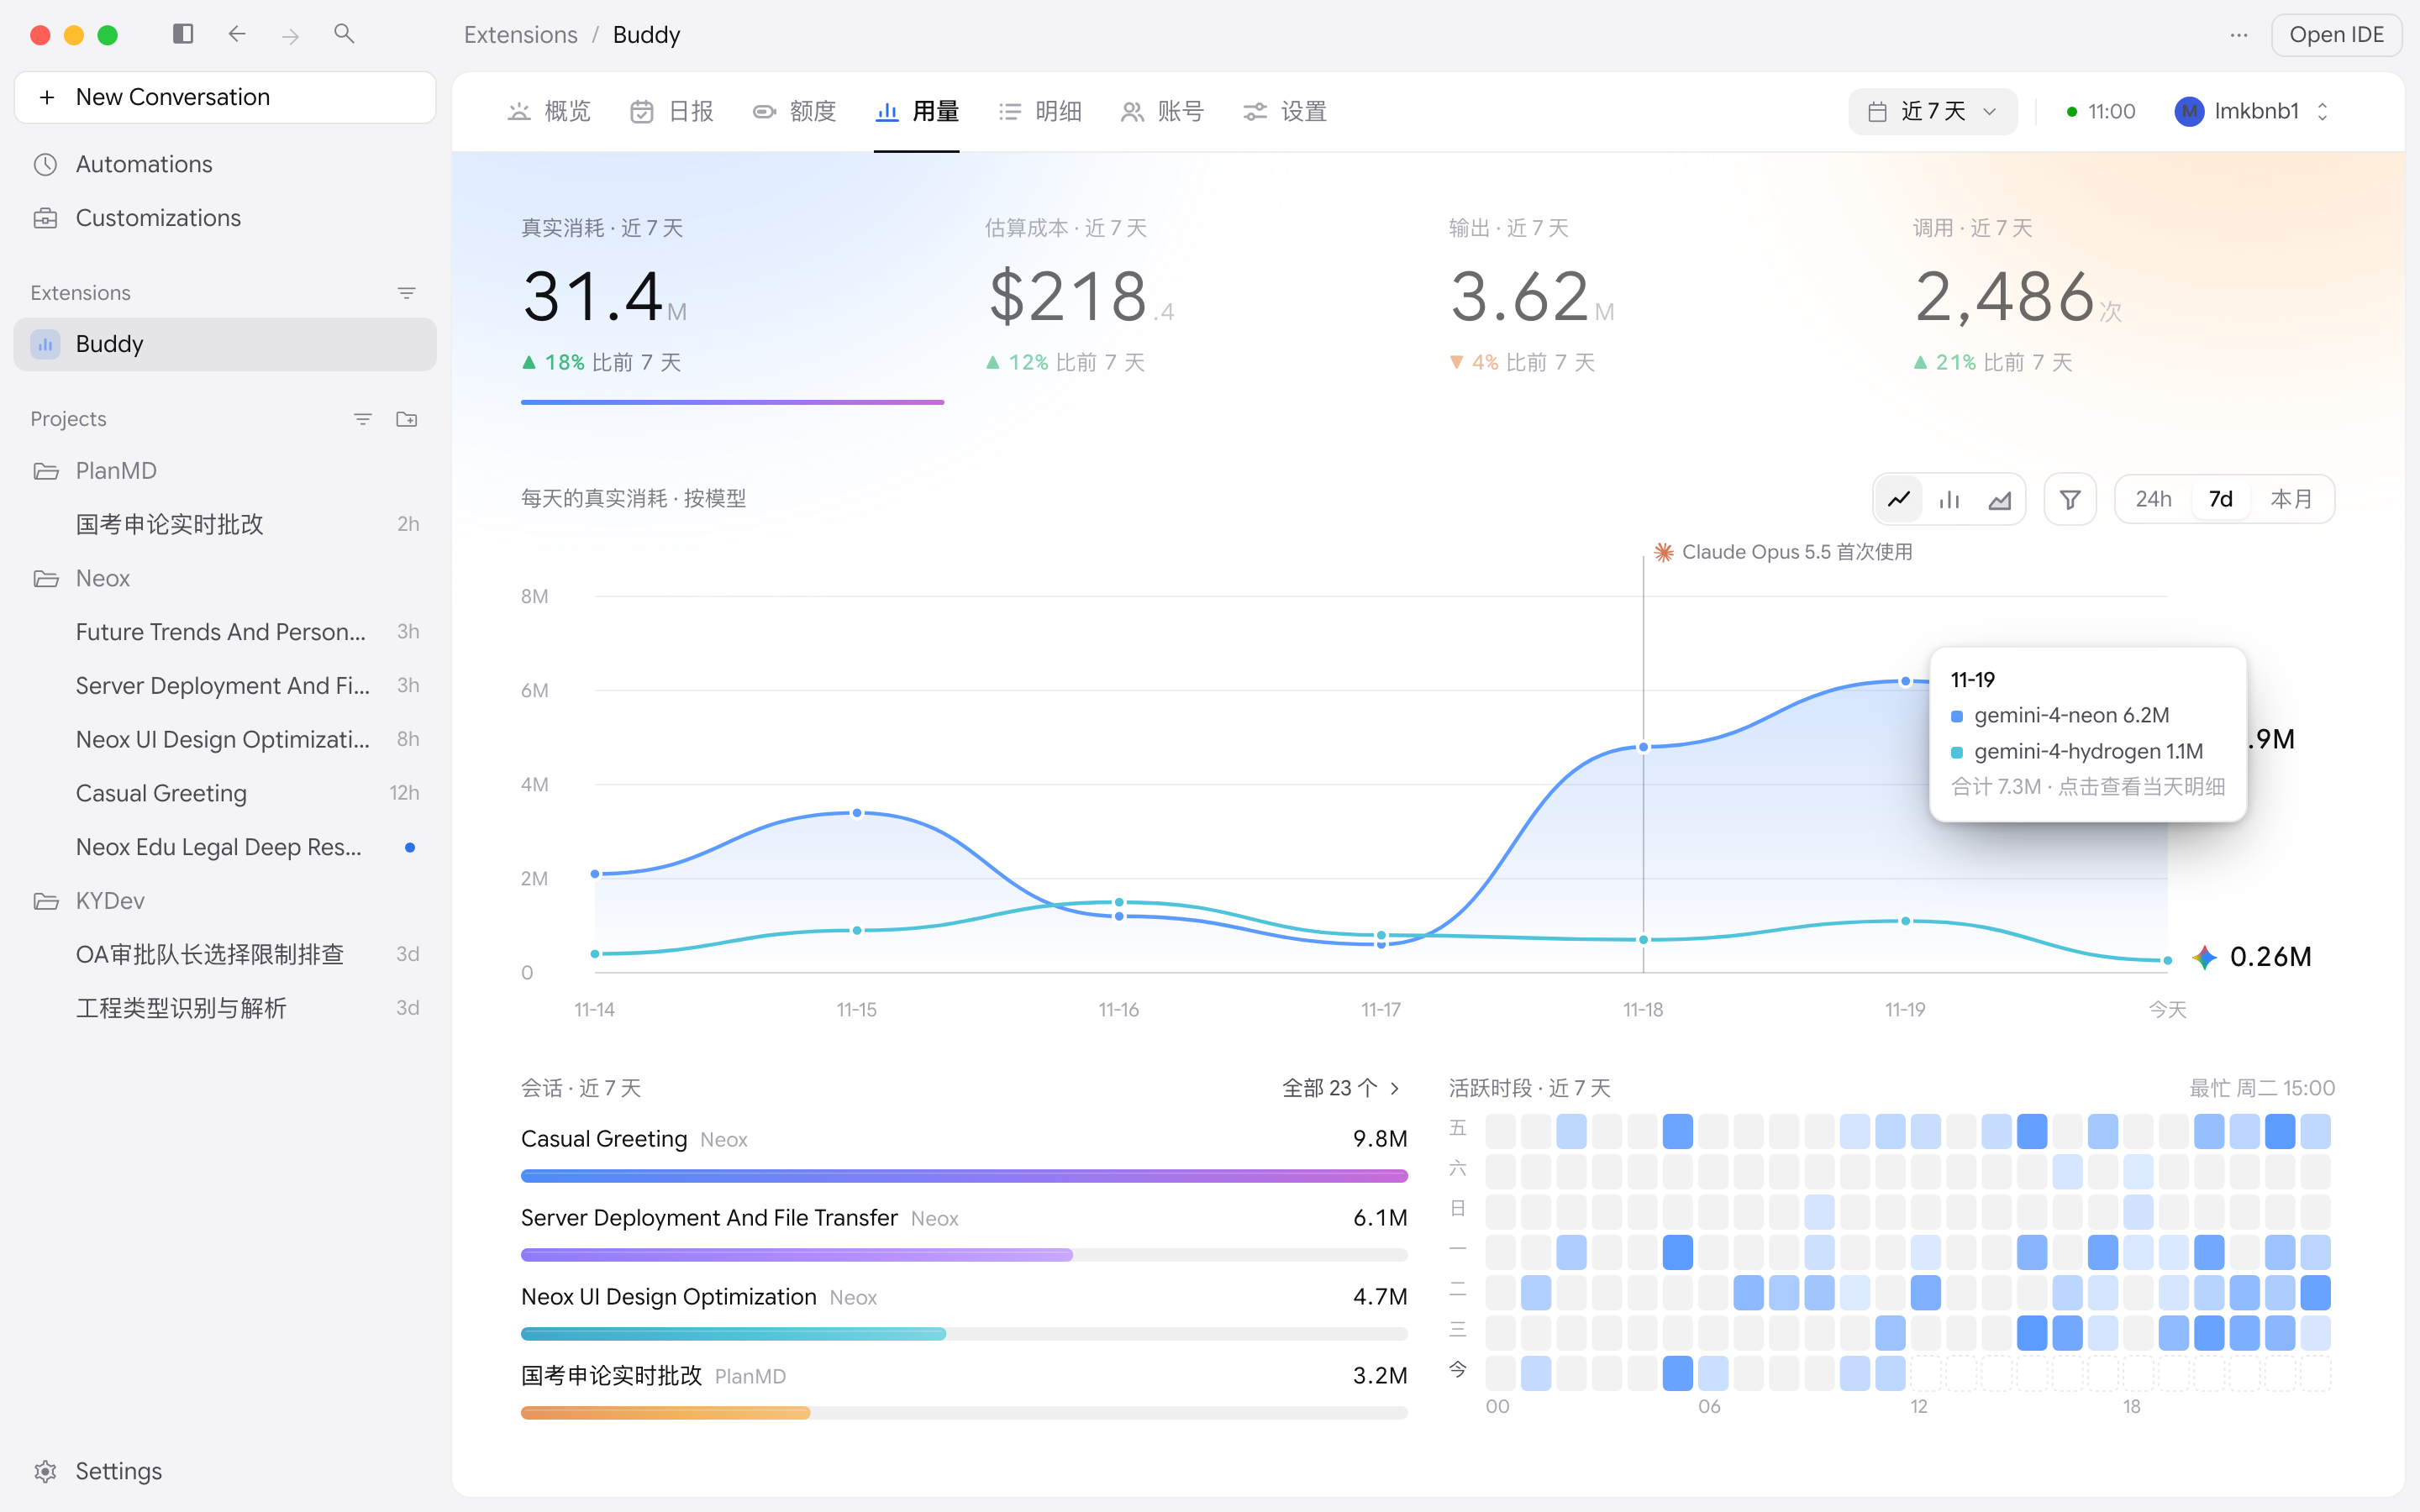 Extensions / Buddy
Open IDE
New Conversation
Automations
Customizations
Extensions
Buddy
Projects
PlanMD
国考申论实时批改 2h
Neox
Future Trends And Person... 3h
Server Deployment And Fi... 3h
Neox UI Design Optimizati... 8h
Casual Greeting 12h
Neox Edu Legal Deep Res...
KYDev
OA审批队长选择限制排查 3d
工程类型识别与解析 3d
Settings
概览 日报 额度 用量 明细 账号 设置
近 7 天 11:00 M lmkbnb1
真实消耗 · 近 7 天
31.4M
18% 比前 7 天
估算成本 · 近 7 天
$218.4
12% 比前 7 天
输出 · 近 7 天
3.62M
4% 比前 7 天
调用 · 近 7 天
2,486次
21% 比前 7 天
每天的真实消耗 · 按模型
24h 7d 本月
Claude Opus 5.5 首次使用
8M
6M
4M
2M
0
11-19
gemini-4-neon 6.2M
gemini-4-hydrogen 1.1M
合计 7.3M · 点击查看当天明细
.9M
0.26M
11-14 11-15 11-16 11-17 11-18 11-19 今天
会话 · 近 7 天 全部 23 个
Casual Greeting Neox 9.8M
Server Deployment And File Transfer Neox 6.1M
Neox UI Design Optimization Neox 4.7M
国考申论实时批改 PlanMD 3.2M
活跃时段 · 近 7 天 最忙 周二 15:00
五
六
日
一
二
三
今
00 06 12 18